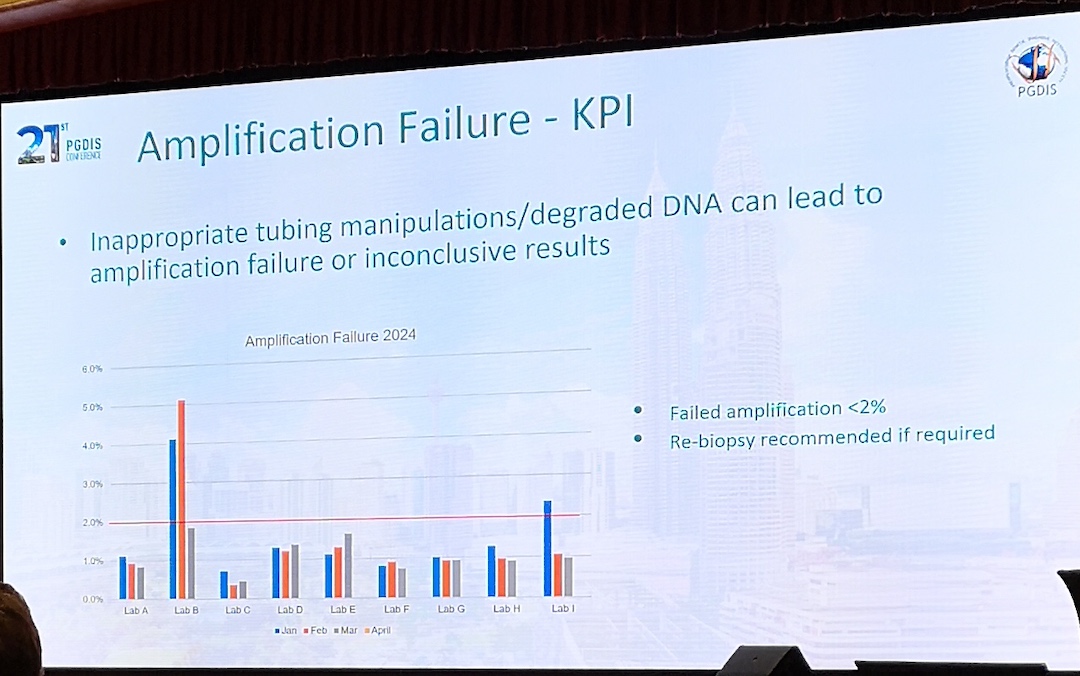 21ST
PGDIS
CONFERENCE
PGDIS
Amplification Failure - KPI
• Inappropriate tubing manipulations/degraded DNA can lead to
amplification failure or inconclusive results
Amplification Failure 2024
6.0%
5.0%
4.0%
3.0%
2.0%
1.0%
0.0%
Lab A Lab B Lab C Lab D Lab E Lab F Lab G Lab H Lab I
Jan Feb Mar April
• Failed amplification <2%
• Re-biopsy recommended if required